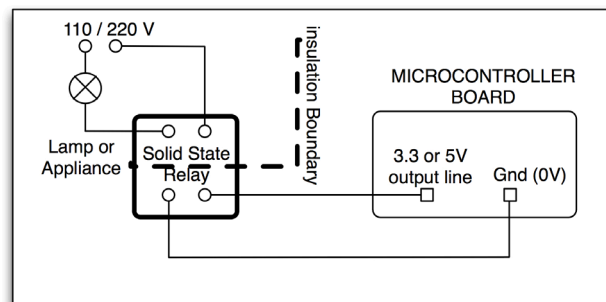 110 / 220 V
insulation Boundary
MICROCONTROLLER
BOARD
Lamp or
Appliance
Solid State
Relay
3.3 or 5V
output line
Gnd (0V)